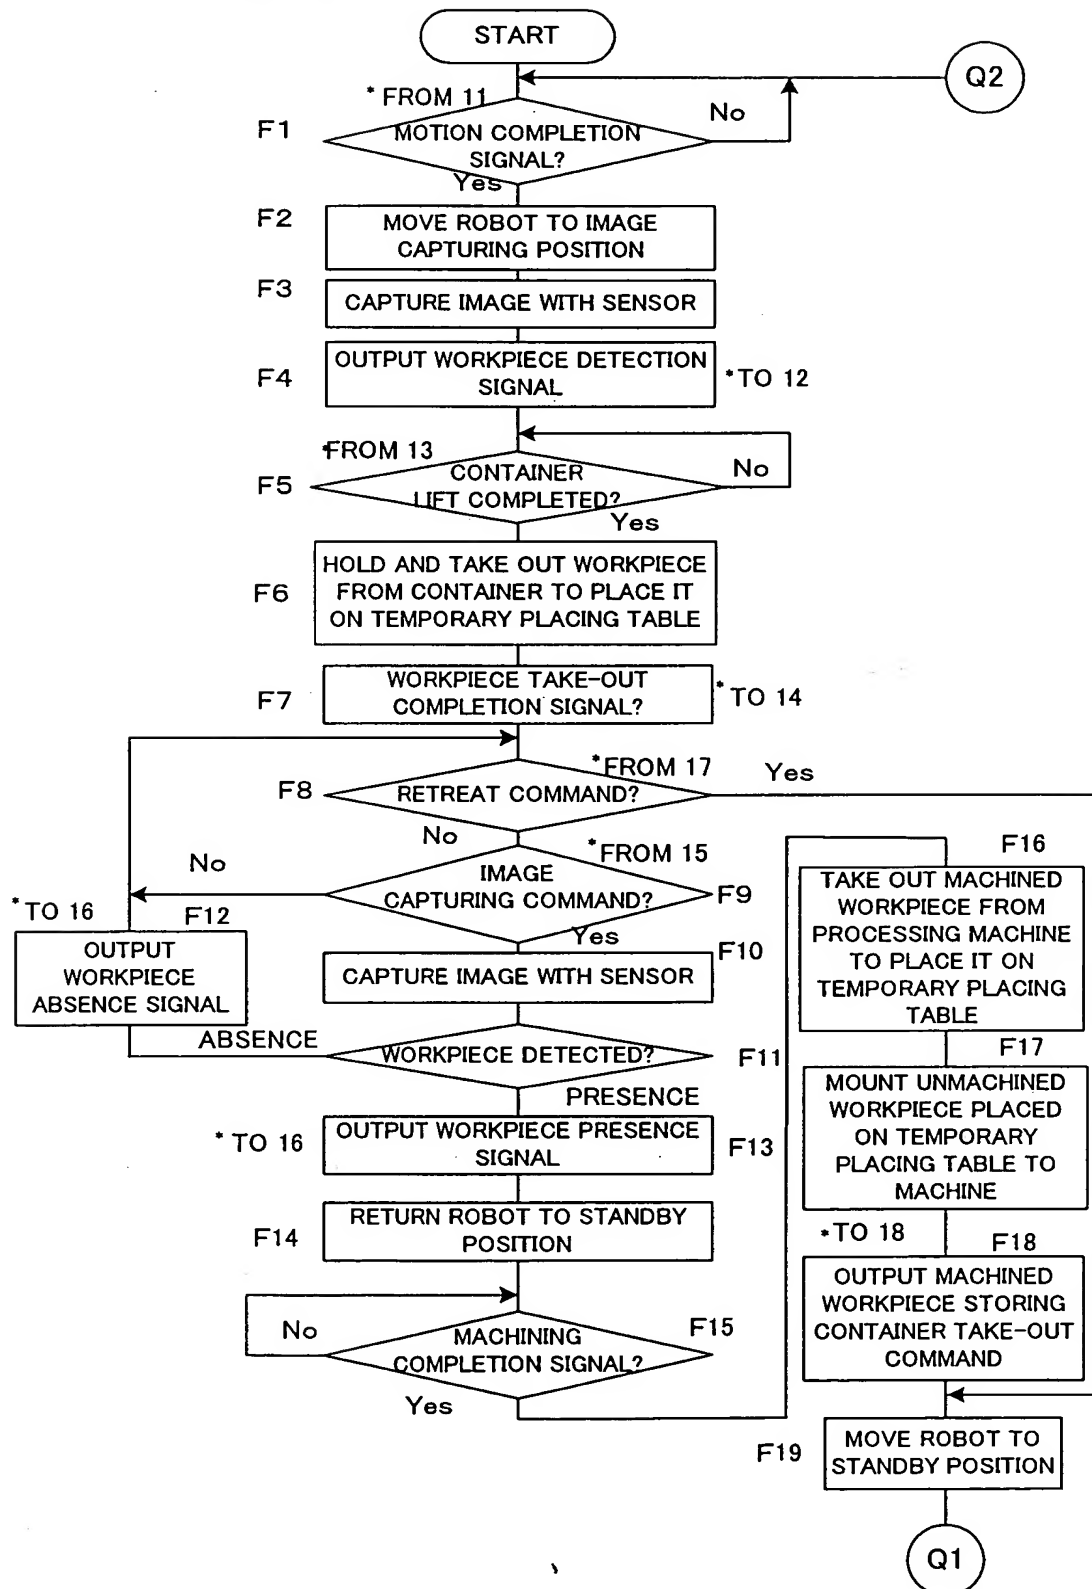 START
Q2
* FROM 11
F1
MOTION COMPLETION
SIGNAL?
No
Yes
F2
MOVE ROBOT TO IMAGE
CAPTURING POSITION
F3
CAPTURE IMAGE WITH SENSOR
F4
OUTPUT WORKPIECE DETECTION
SIGNAL
*TO 12
*FROM 13
F5
CONTAINER
LIFT COMPLETED?
No
Yes
F6
HOLD AND TAKE OUT WORKPIECE
FROM CONTAINER TO PLACE IT
ON TEMPORARY PLACING TABLE
F7
WORKPIECE TAKE-OUT
COMPLETION SIGNAL?
*TO 14
*FROM 17
F8
RETREAT COMMAND?
Yes
No
*FROM 15
IMAGE
CAPTURING COMMAND?
F9
No
Yes
*TO 16
F12
OUTPUT
WORKPIECE
ABSENCE SIGNAL
F10
CAPTURE IMAGE WITH SENSOR
ABSENCE
WORKPIECE DETECTED?
F11
PRESENCE
* TO 16
OUTPUT WORKPIECE PRESENCE
SIGNAL
F13
F14
RETURN ROBOT TO STANDBY
POSITION
No
MACHINING
COMPLETION SIGNAL?
F15
Yes
F16
TAKE OUT MACHINED
WORKPIECE FROM
PROCESSING MACHINE
TO PLACE IT ON
TEMPORARY PLACING
TABLE
F17
MOUNT UNMACHINED
WORKPIECE PLACED
ON TEMPORARY
PLACING TABLE TO
MACHINE
*TO 18
F18
OUTPUT MACHINED
WORKPIECE STORING
CONTAINER TAKE-OUT
COMMAND
F19
MOVE ROBOT TO
STANDBY POSITION
Q1